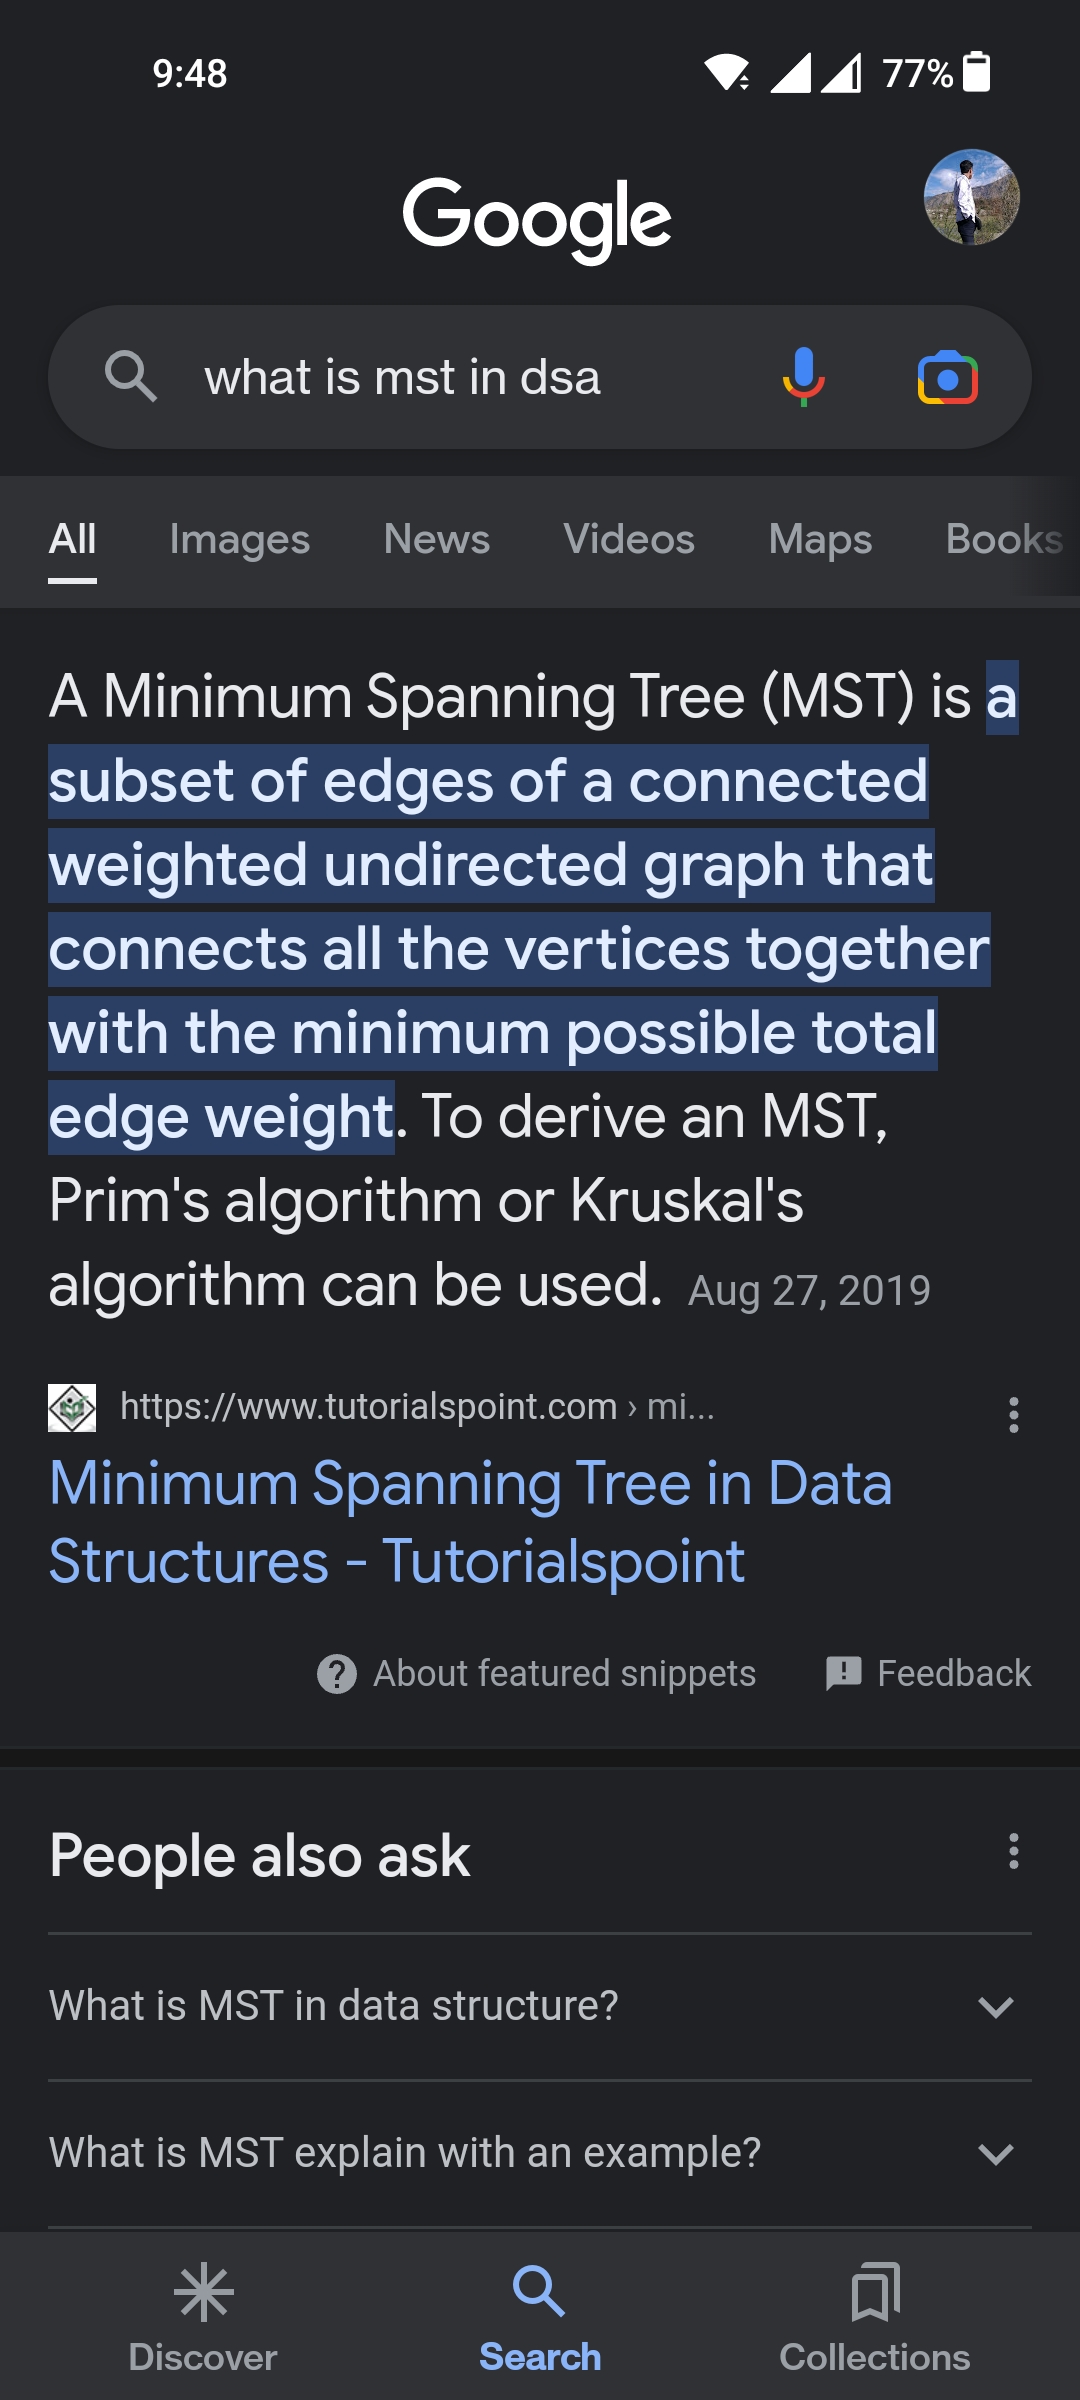 9:48
77%
Google
what is mst in dsa
All Images News Videos Maps Books
A Minimum Spanning Tree (MST) is a
subset of edges of a connected
weighted undirected graph that
connects all the vertices together
with the minimum possible total
edge weight. To derive an MST,
Prim's algorithm or Kruskal's
algorithm can be used. Aug 27, 2019
https://www.tutorialspoint.com › mi...
Minimum Spanning Tree in Data
Structures - Tutorialspoint
About featured snippets Feedback
People also ask
What is MST in data structure?
What is MST explain with an example?
Discover Search Collections